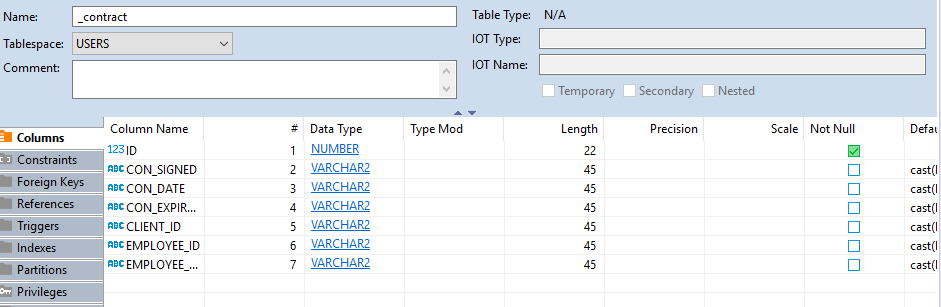 Name: _contract
Tablespace: USERS
Comment:
Table Type: N/A
IOT Type:
IOT Name:
Temporary Secondary Nested
Columns
Constraints
Foreign Keys
References
Triggers
Indexes
Partitions
Privileges
Column Name # Data Type Type Mod Length Precision Scale Not Null Defau
123 ID 1 NUMBER 22
ABC CON_SIGNED 2 VARCHAR2 45 cast(
ABC CON_DATE 3 VARCHAR2 45 cast(
ABC CON_EXPIR... 4 VARCHAR2 45 cast(
ABC CLIENT_ID 5 VARCHAR2 45 cast(
ABC EMPLOYEE_ID 6 VARCHAR2 45 cast(
ABC EMPLOYEE_... 7 VARCHAR2 45 cast(